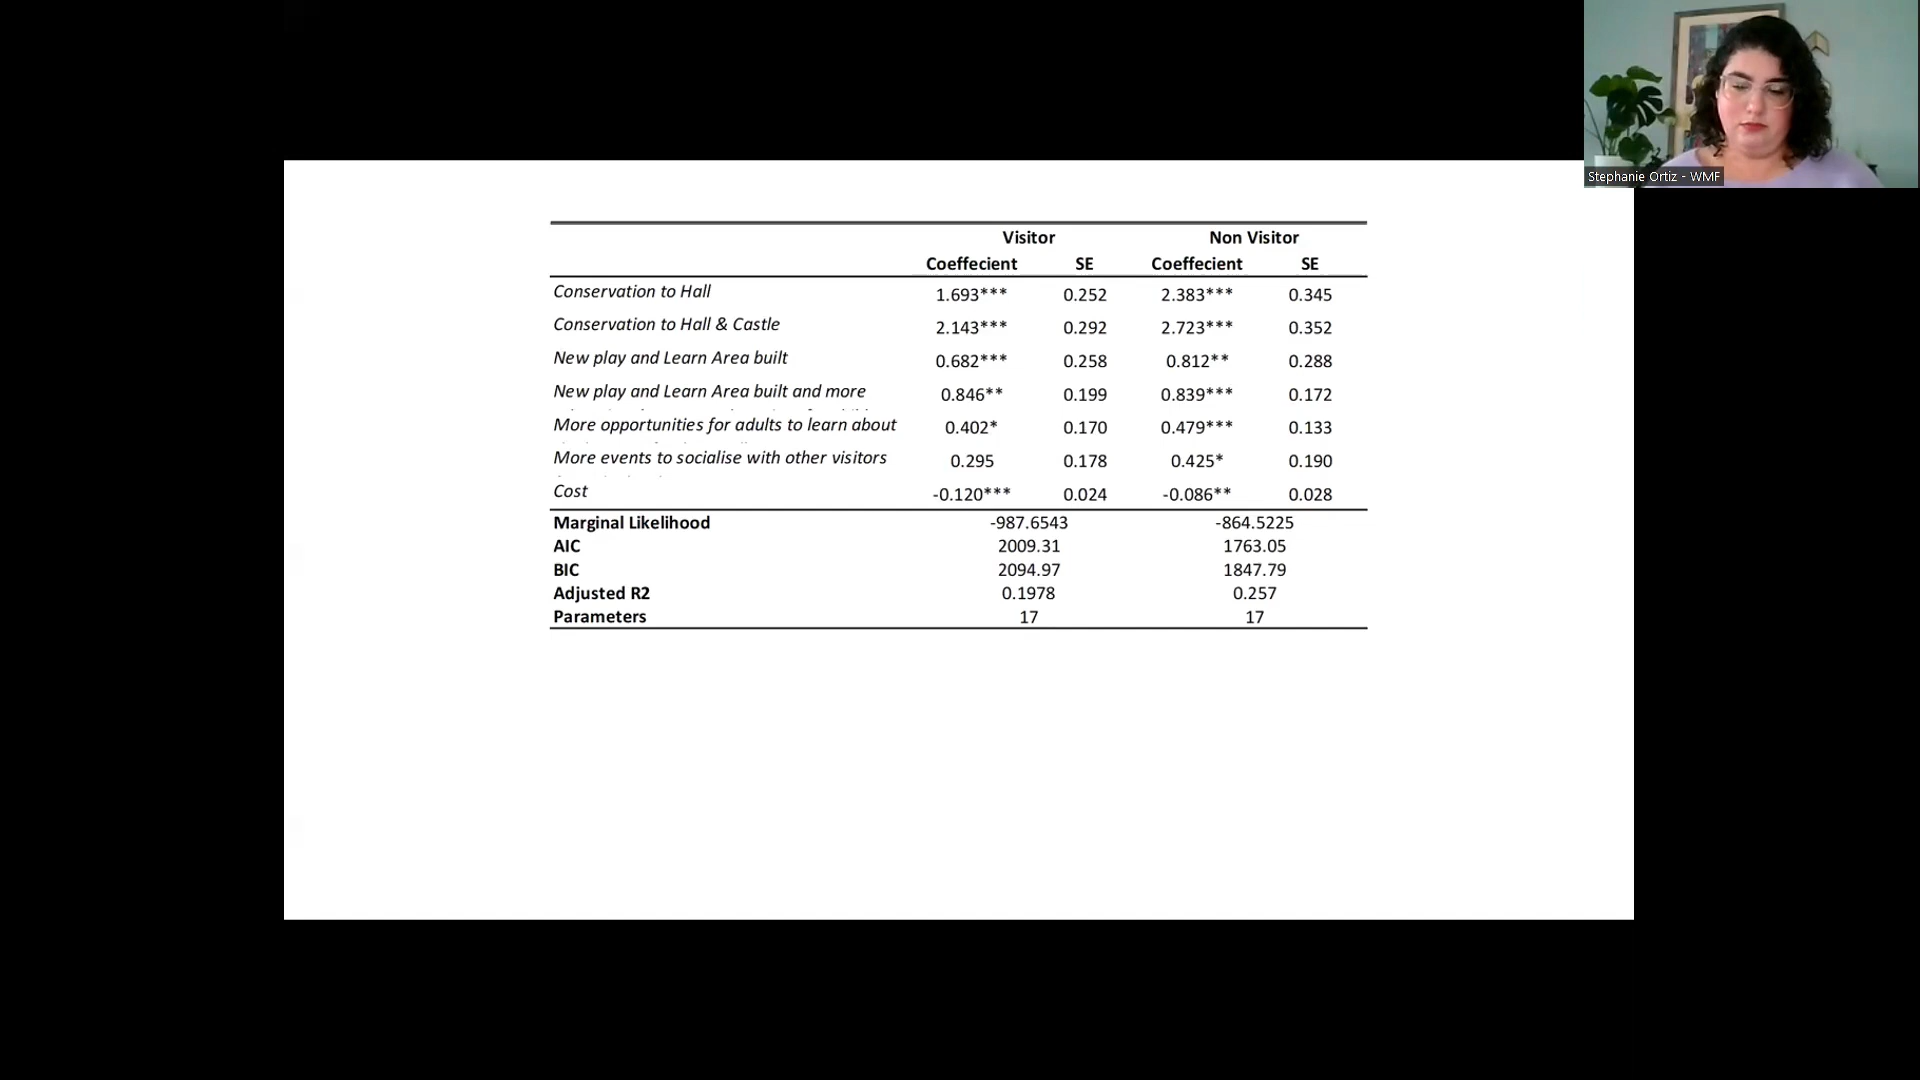 Stephanie Ortiz - WMF
Visitor Non Visitor
Coeffecient SE Coeffecient SE
Conservation to Hall 1.693*** 0.252 2.383*** 0.345
Conservation to Hall & Castle 2.143*** 0.292 2.723*** 0.352
New play and Learn Area built 0.682*** 0.258 0.812** 0.288
New play and Learn Area built and more 0.846** 0.199 0.839*** 0.172
More opportunities for adults to learn about 0.402* 0.170 0.479*** 0.133
More events to socialise with other visitors 0.295 0.178 0.425* 0.190
Cost -0.120*** 0.024 -0.086** 0.028
Marginal Likelihood -987.6543 -864.5225
AIC 2009.31 1763.05
BIC 2094.97 1847.79
Adjusted R2 0.1978 0.257
Parameters 17 17